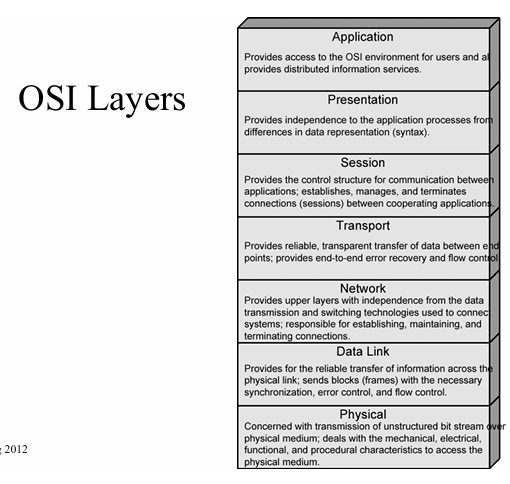 OSI Layers
Application
Provides access to the OSI environment for users and al
provides distributed information services.
Presentation
Provides independence to the application processes from
differences in data representation (syntax).
Session
Provides the control structure for communication between
applications; establishes, manages, and terminates
connections (sessions) between cooperating applications.
Transport
Provides reliable, transparent transfer of data between end
points; provides end-to-end error recovery and flow control
Network
Provides upper layers with independence from the data
transmission and switching technologies used to connect
systems; responsible for establishing, maintaining, and
terminating connections.
Data Link
Provides for the reliable transfer of information across the
physical link; sends blocks (frames) with the necessary
synchronization, error control, and flow control.
Physical
Concerned with transmission of unstructured bit stream over
physical medium; deals with the mechanical, electrical,
functional, and procedural characteristics to access the
physical medium.
2012